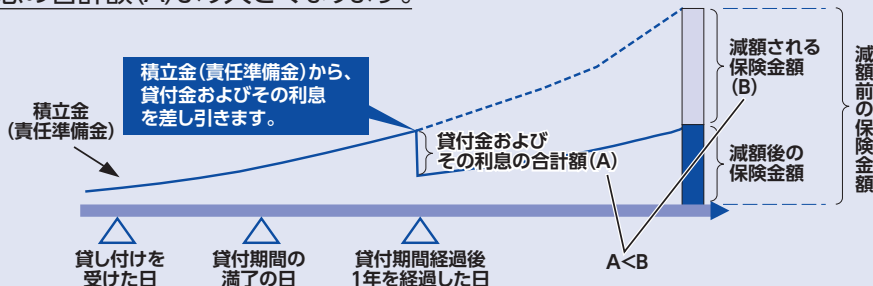 息の合計額(A)より大きくなります。
積立金(責任準備金)から、
貸付金およびその利息
を差し引きます。
積立金
(責任準備金)
貸付金および
その利息の合計額(A)
減額される
保険金額
(B)
減額後の
保険金額
減額前の保険金額
貸し付けを
受けた日
貸付期間の
満了の日
貸付期間経過後
1年を経過した日
A<B